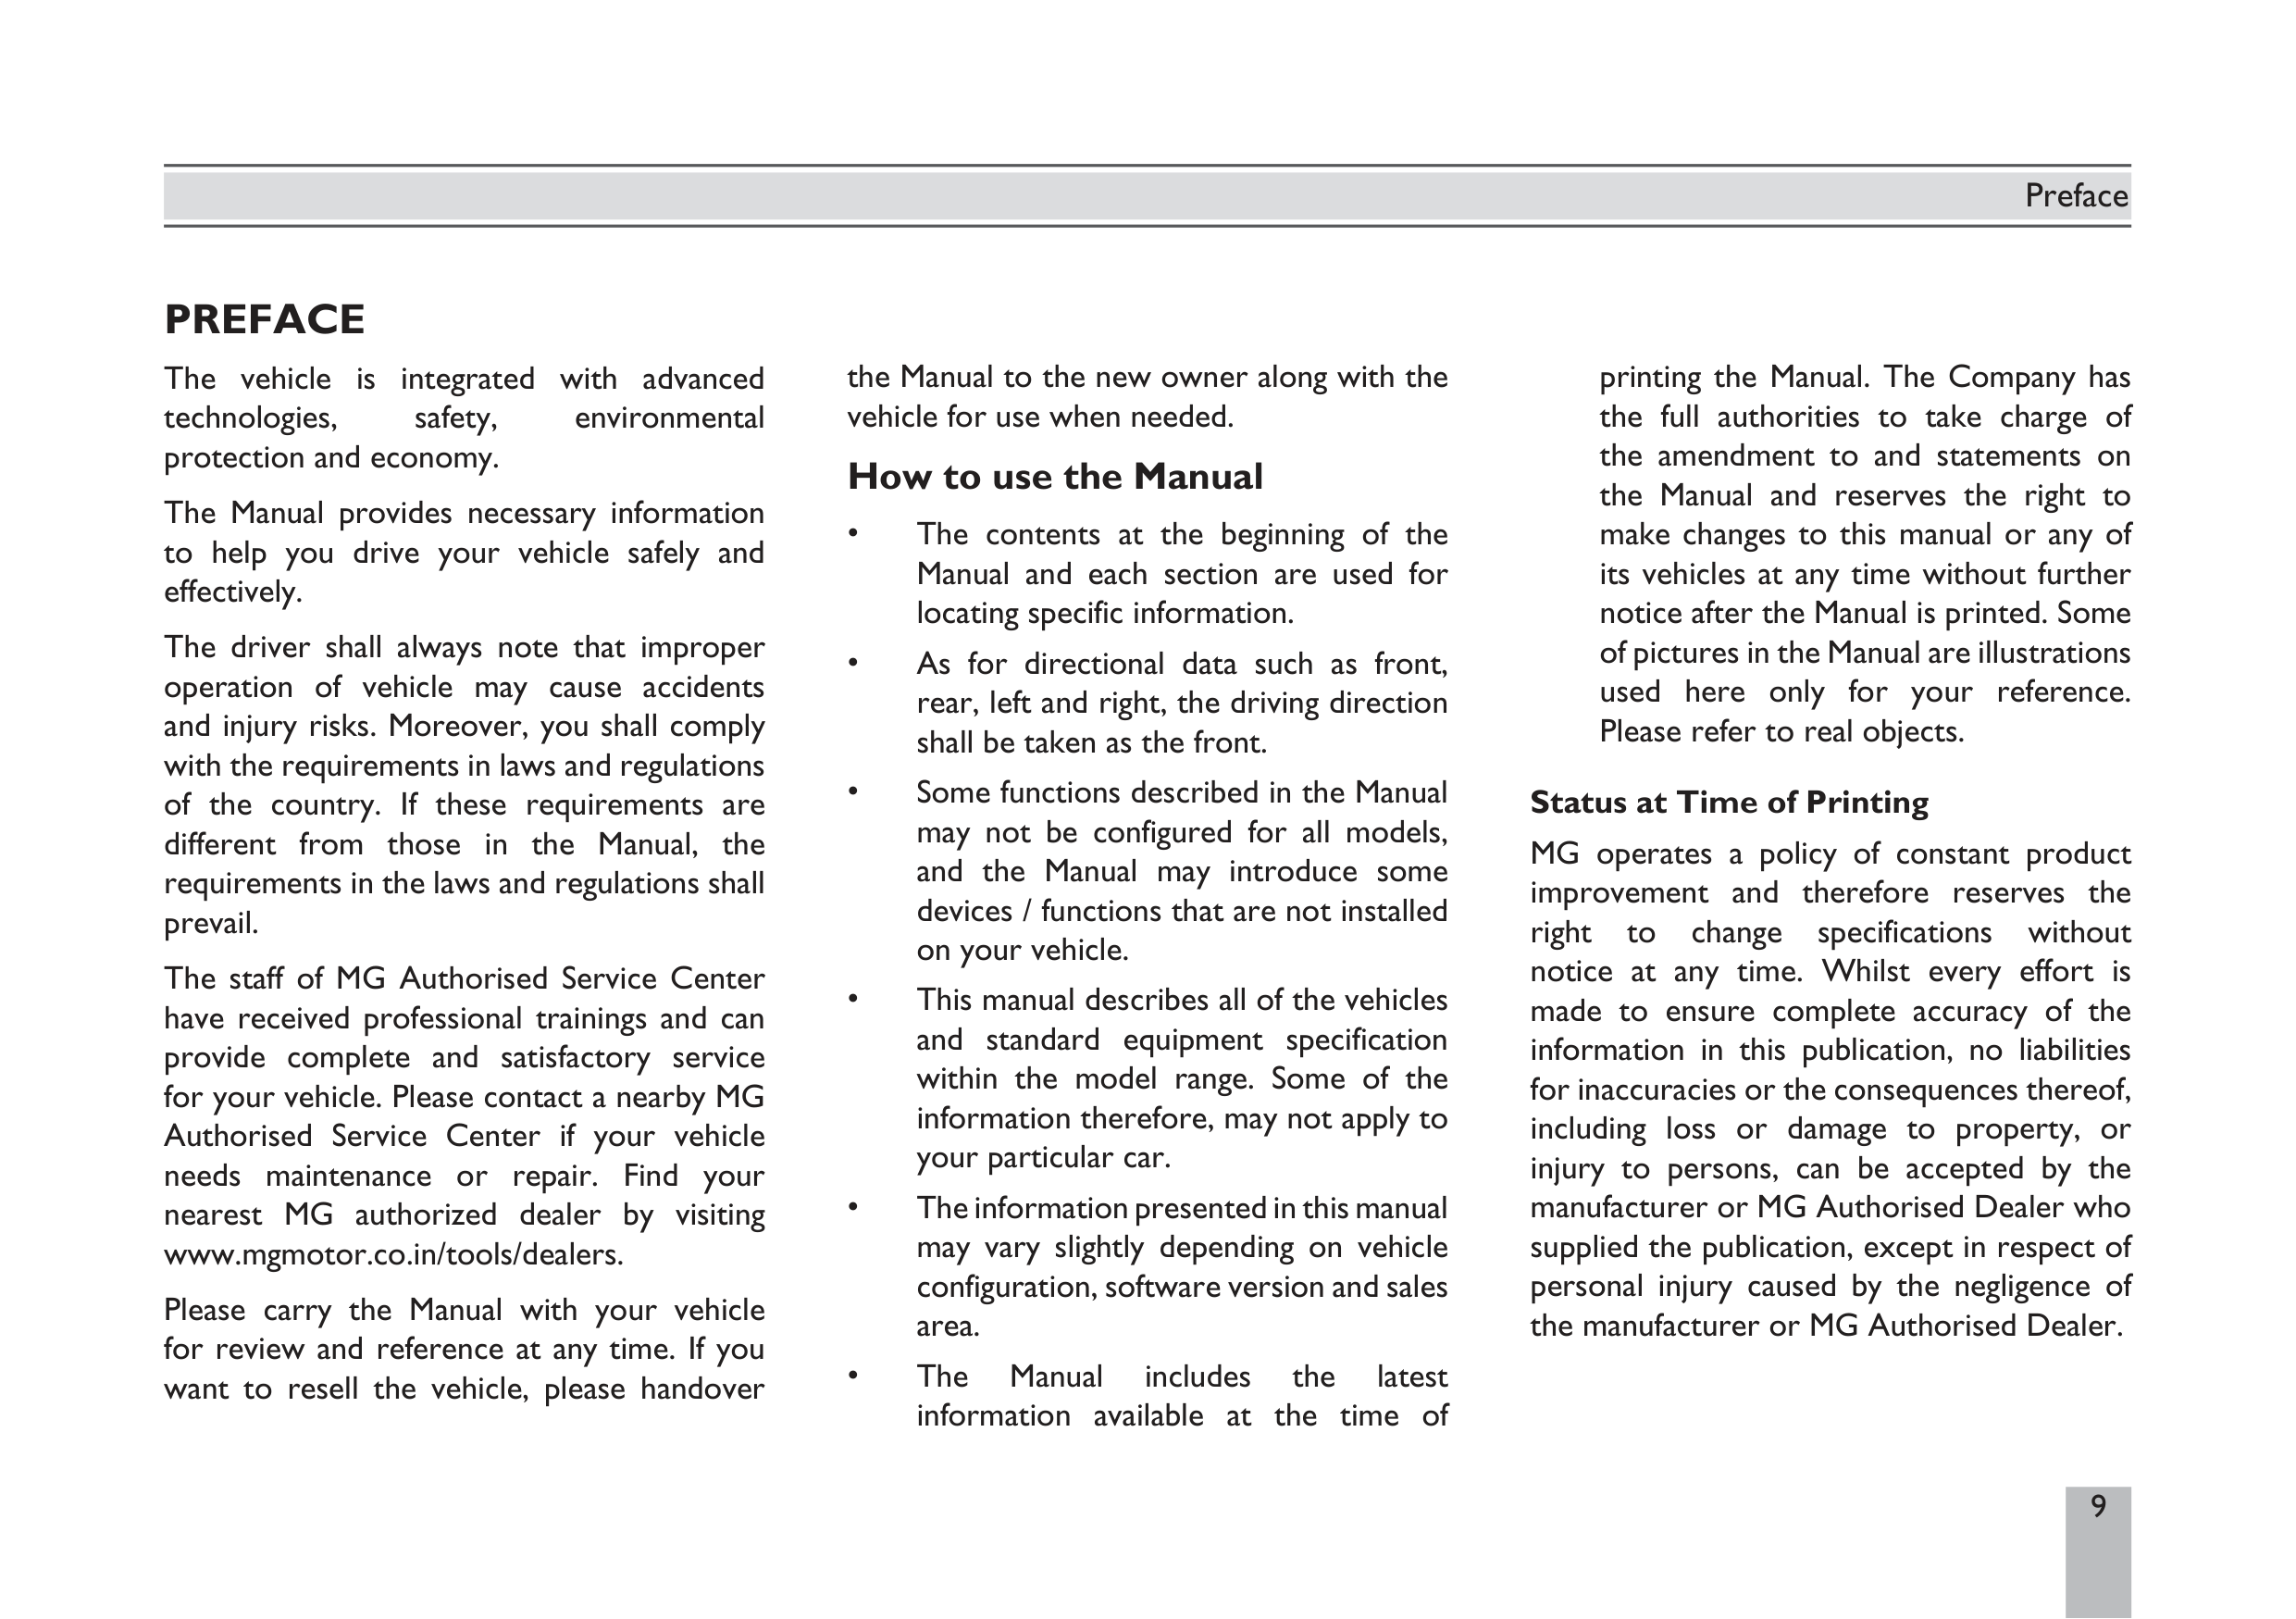 Preface
PREFACE
The vehicle is integrated with advanced
technologies, safety, environmental
protection and economy.
The Manual provides necessary information
to help you drive your vehicle safely and
effectively.
The driver shall always note that improper
operation of vehicle may cause accidents
and injury risks. Moreover, you shall comply
with the requirements in laws and regulations
of the country. If these requirements are
different from those in the Manual, the
requirements in the laws and regulations shall
prevail.
The staff of MG Authorised Service Center
have received professional trainings and can
provide complete and satisfactory service
for your vehicle. Please contact a nearby MG
Authorised Service Center if your vehicle
needs maintenance or repair. Find your
nearest MG authorized dealer by visiting
www.mgmotor.co.in/tools/dealers.
Please carry the Manual with your vehicle
for review and reference at any time. If you
want to resell the vehicle, please handover
the Manual to the new owner along with the
vehicle for use when needed.
How to use the Manual
• The contents at the beginning of the
Manual and each section are used for
locating specific information.
• As for directional data such as front,
rear, left and right, the driving direction
shall be taken as the front.
• Some functions described in the Manual
may not be configured for all models,
and the Manual may introduce some
devices / functions that are not installed
on your vehicle.
• This manual describes all of the vehicles
and standard equipment specification
within the model range. Some of the
information therefore, may not apply to
your particular car.
• The information presented in this manual
may vary slightly depending on vehicle
configuration, software version and sales
area.
• The Manual includes the latest
information available at the time of
printing the Manual. The Company has
the full authorities to take charge of
the amendment to and statements on
the Manual and reserves the right to
make changes to this manual or any of
its vehicles at any time without further
notice after the Manual is printed. Some
of pictures in the Manual are illustrations
used here only for your reference.
Please refer to real objects.
Status at Time of Printing
MG operates a policy of constant product
improvement and therefore reserves the
right to change specifications without
notice at any time. Whilst every effort is
made to ensure complete accuracy of the
information in this publication, no liabilities
for inaccuracies or the consequences thereof,
including loss or damage to property, or
injury to persons, can be accepted by the
manufacturer or MG Authorised Dealer who
supplied the publication, except in respect of
personal injury caused by the negligence of
the manufacturer or MG Authorised Dealer.
9